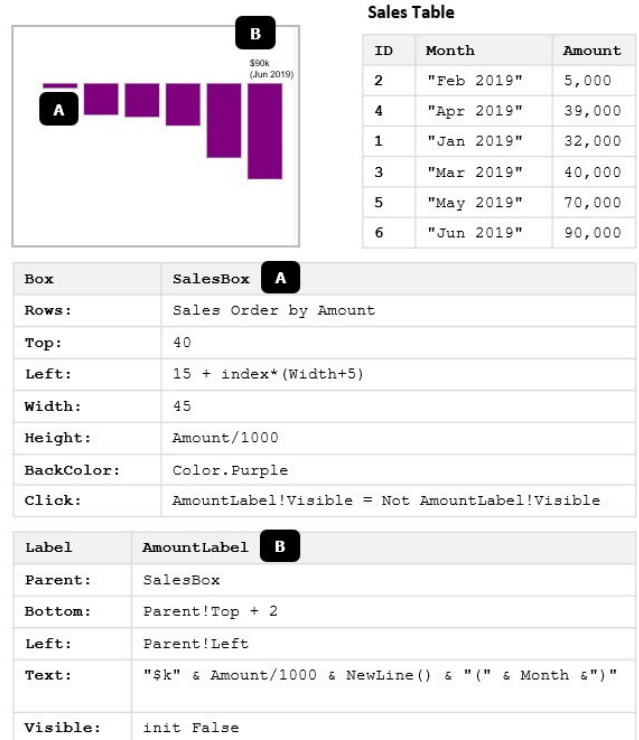 Sales Table
B
$90k
(Jun 2019)
A
ID Month Amount
2 "Feb 2019" 5,000
4 "Apr 2019" 39,000
1 "Jan 2019" 32,000
3 "Mar 2019" 40,000
5 "May 2019" 70,000
6 "Jun 2019" 90,000
Box SalesBox A
Rows: Sales Order by Amount
Top: 40
Left: 15 + index*(Width+5)
Width: 45
Height: Amount/1000
BackColor: Color.Purple
Click: AmountLabel!Visible = Not AmountLabel!Visible
Label AmountLabel B
Parent: SalesBox
Bottom: Parent!Top + 2
Left: Parent!Left
Text: "$k" & Amount/1000 & NewLine() & "(" & Month &")"
Visible: init False